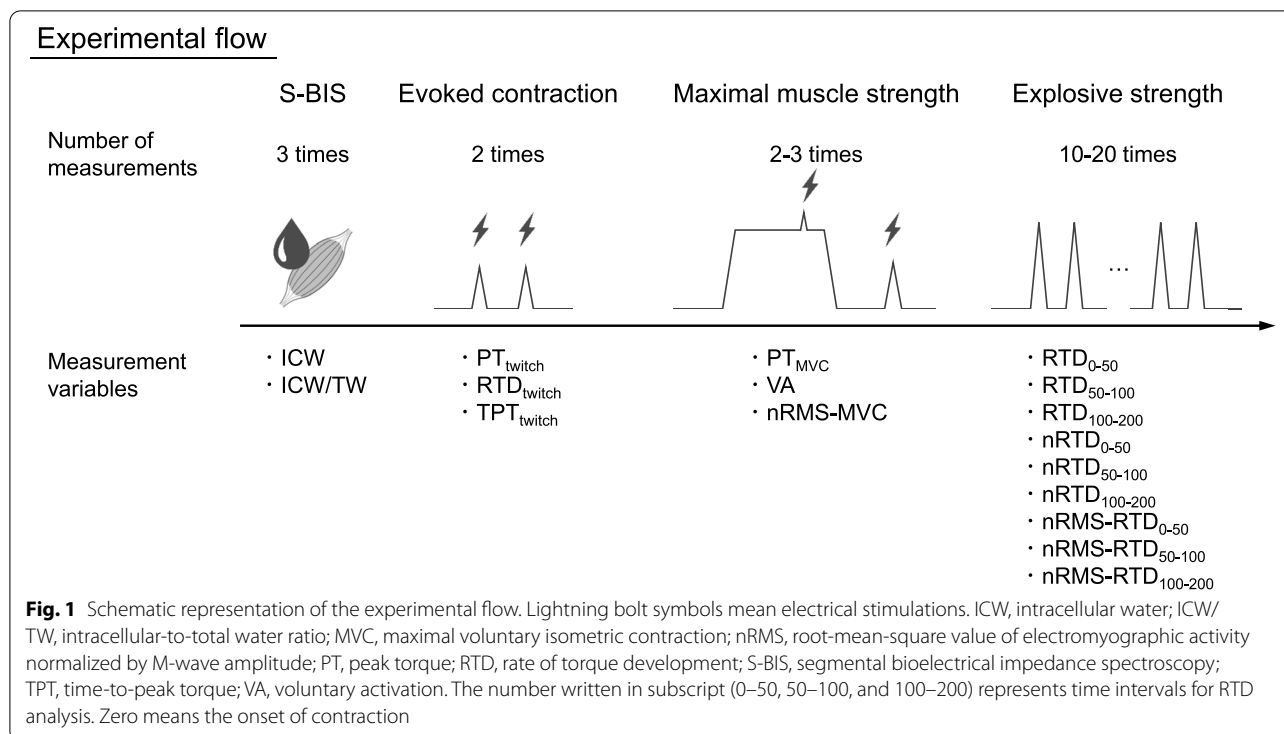 Experimental flow
S-BIS Evoked contraction Maximal muscle strength Explosive strength
Number of
measurements
3 times 2 times 2-3 times 10-20 times
...
Measurement
variables
・ICW
・ICW/TW
・PTtwitch
・RTDtwitch
・TPTtwitch
・PTMVC
・VA
・nRMS-MVC
・RTD0-50
・RTD50-100
・RTD100-200
・nRTD0-50
・nRTD50-100
・nRTD100-200
・nRMS-RTD0-50
・nRMS-RTD50-100
・nRMS-RTD100-200
Fig. 1 Schematic representation of the experimental flow. Lightning bolt symbols mean electrical stimulations. ICW, intracellular water; ICW/
TW, intracellular-to-total water ratio; MVC, maximal voluntary isometric contraction; nRMS, root-mean-square value of electromyographic activity
normalized by M-wave amplitude; PT, peak torque; RTD, rate of torque development; S-BIS, segmental bioelectrical impedance spectroscopy;
TPT, time-to-peak torque; VA, voluntary activation. The number written in subscript (0–50, 50–100, and 100–200) represents time intervals for RTD
analysis. Zero means the onset of contraction